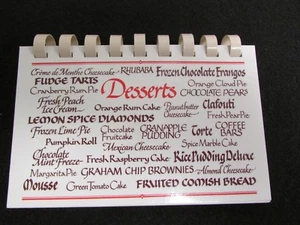 Crème de Menthe Cheesecake • RHUBABA Frozen Chocolate Frangos
FUDGE TARTS Desserts Orange Cloud Pie
Cranberry Rum Pie CHOCOLATE PEARS
Fresh Peach Ice Cream Orange Rum Cake Peanut butter Cheesecake Clafouti
LEMON SPICE DIAMONDS Fresh Pear Pie
Frozen Lime Pie Chocolate Fruitcake CRANAPPLE PUDDING Torte COFFEE BARS
Pumpkin Roll Mexican Cheesecake Spice Marble Cake
Chocolate Mint Freeze Fresh Raspberry Cake Rice Pudding Deluxe
Margarita Pie GRAHAM CHIP BROWNIES Almond Cheesecake
Mousse Green Tomato Cake FRUITED CORNISH BREAD